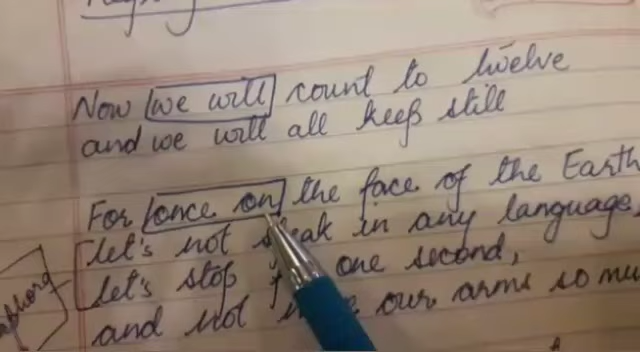 Now we will count to twelve
and we will all keep still
For once on the face of the Earth
let's not speak in any language,
let's stop one second,
and not our arms so